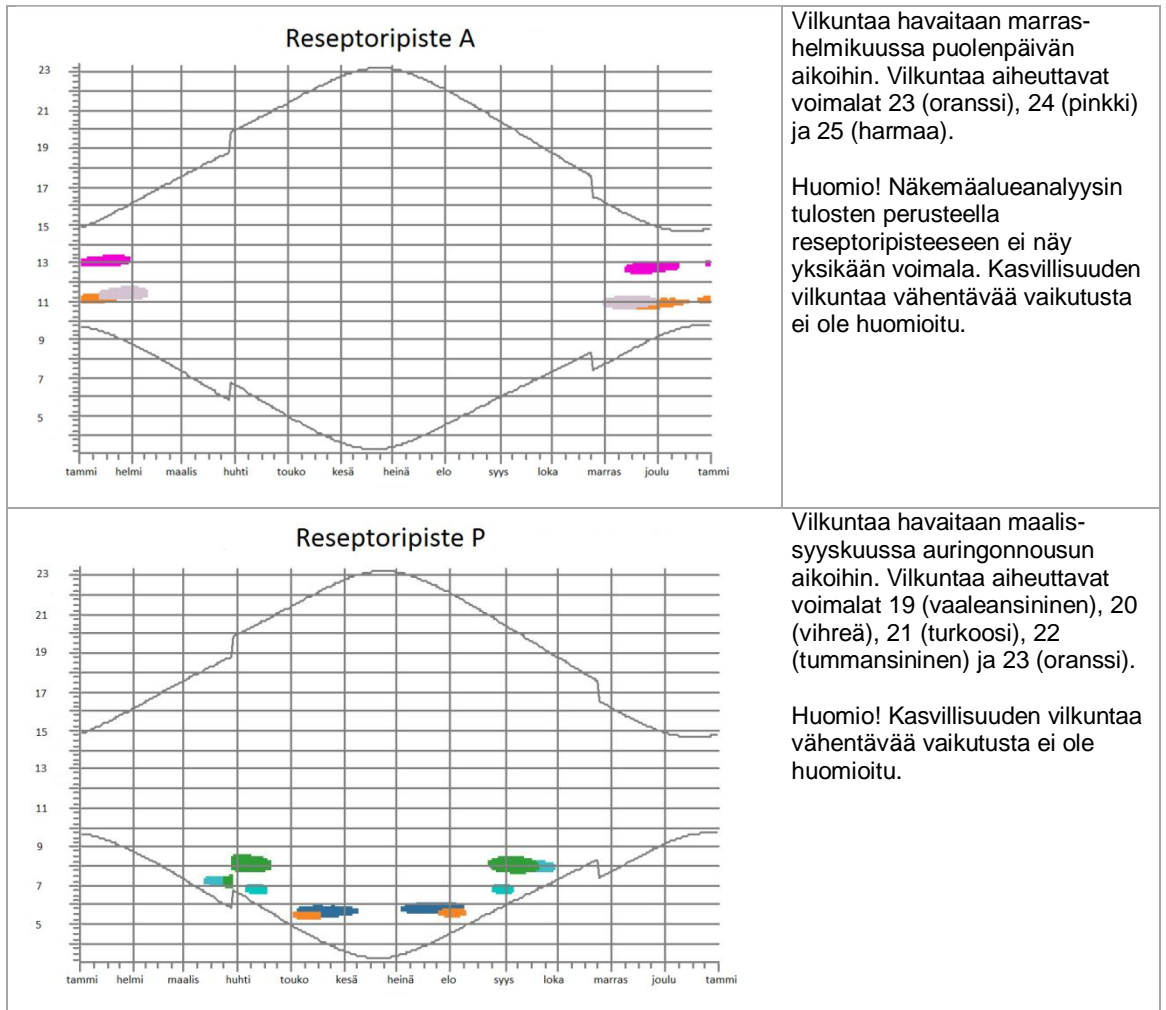 Reseptoripiste A
23
21
19
17
15
13
11
9
7
5
tammi helmi maalis huhti touko kesä heinä elo syys loka marras joulu tammi
Vilkuntaa havaitaan marras-
helmikuussa puolenpäivän
aikoihin. Vilkuntaa aiheuttavat
voimalat 23 (oranssi), 24 (pinkki)
ja 25 (harmaa).
Huomio! Näkemäalueanalyysin
tulosten perusteella
reseptoripisteeseen ei näy
yksikään voimala. Kasvillisuuden
vilkuntaa vähentävää vaikutusta
ei ole huomioitu.
Reseptoripiste P
23
21
19
17
15
13
11
9
7
5
tammi helmi maalis huhti touko kesä heinä elo syys loka marras joulu tammi
Vilkuntaa havaitaan maalis-
syyskuussa auringonnousun
aikoihin. Vilkuntaa aiheuttavat
voimalat 19 (vaaleansininen), 20
(vihreä), 21 (turkoosi), 22
(tummansininen) ja 23 (oranssi).
Huomio! Kasvillisuuden vilkuntaa
vähentävää vaikutusta ei ole
huomioitu.